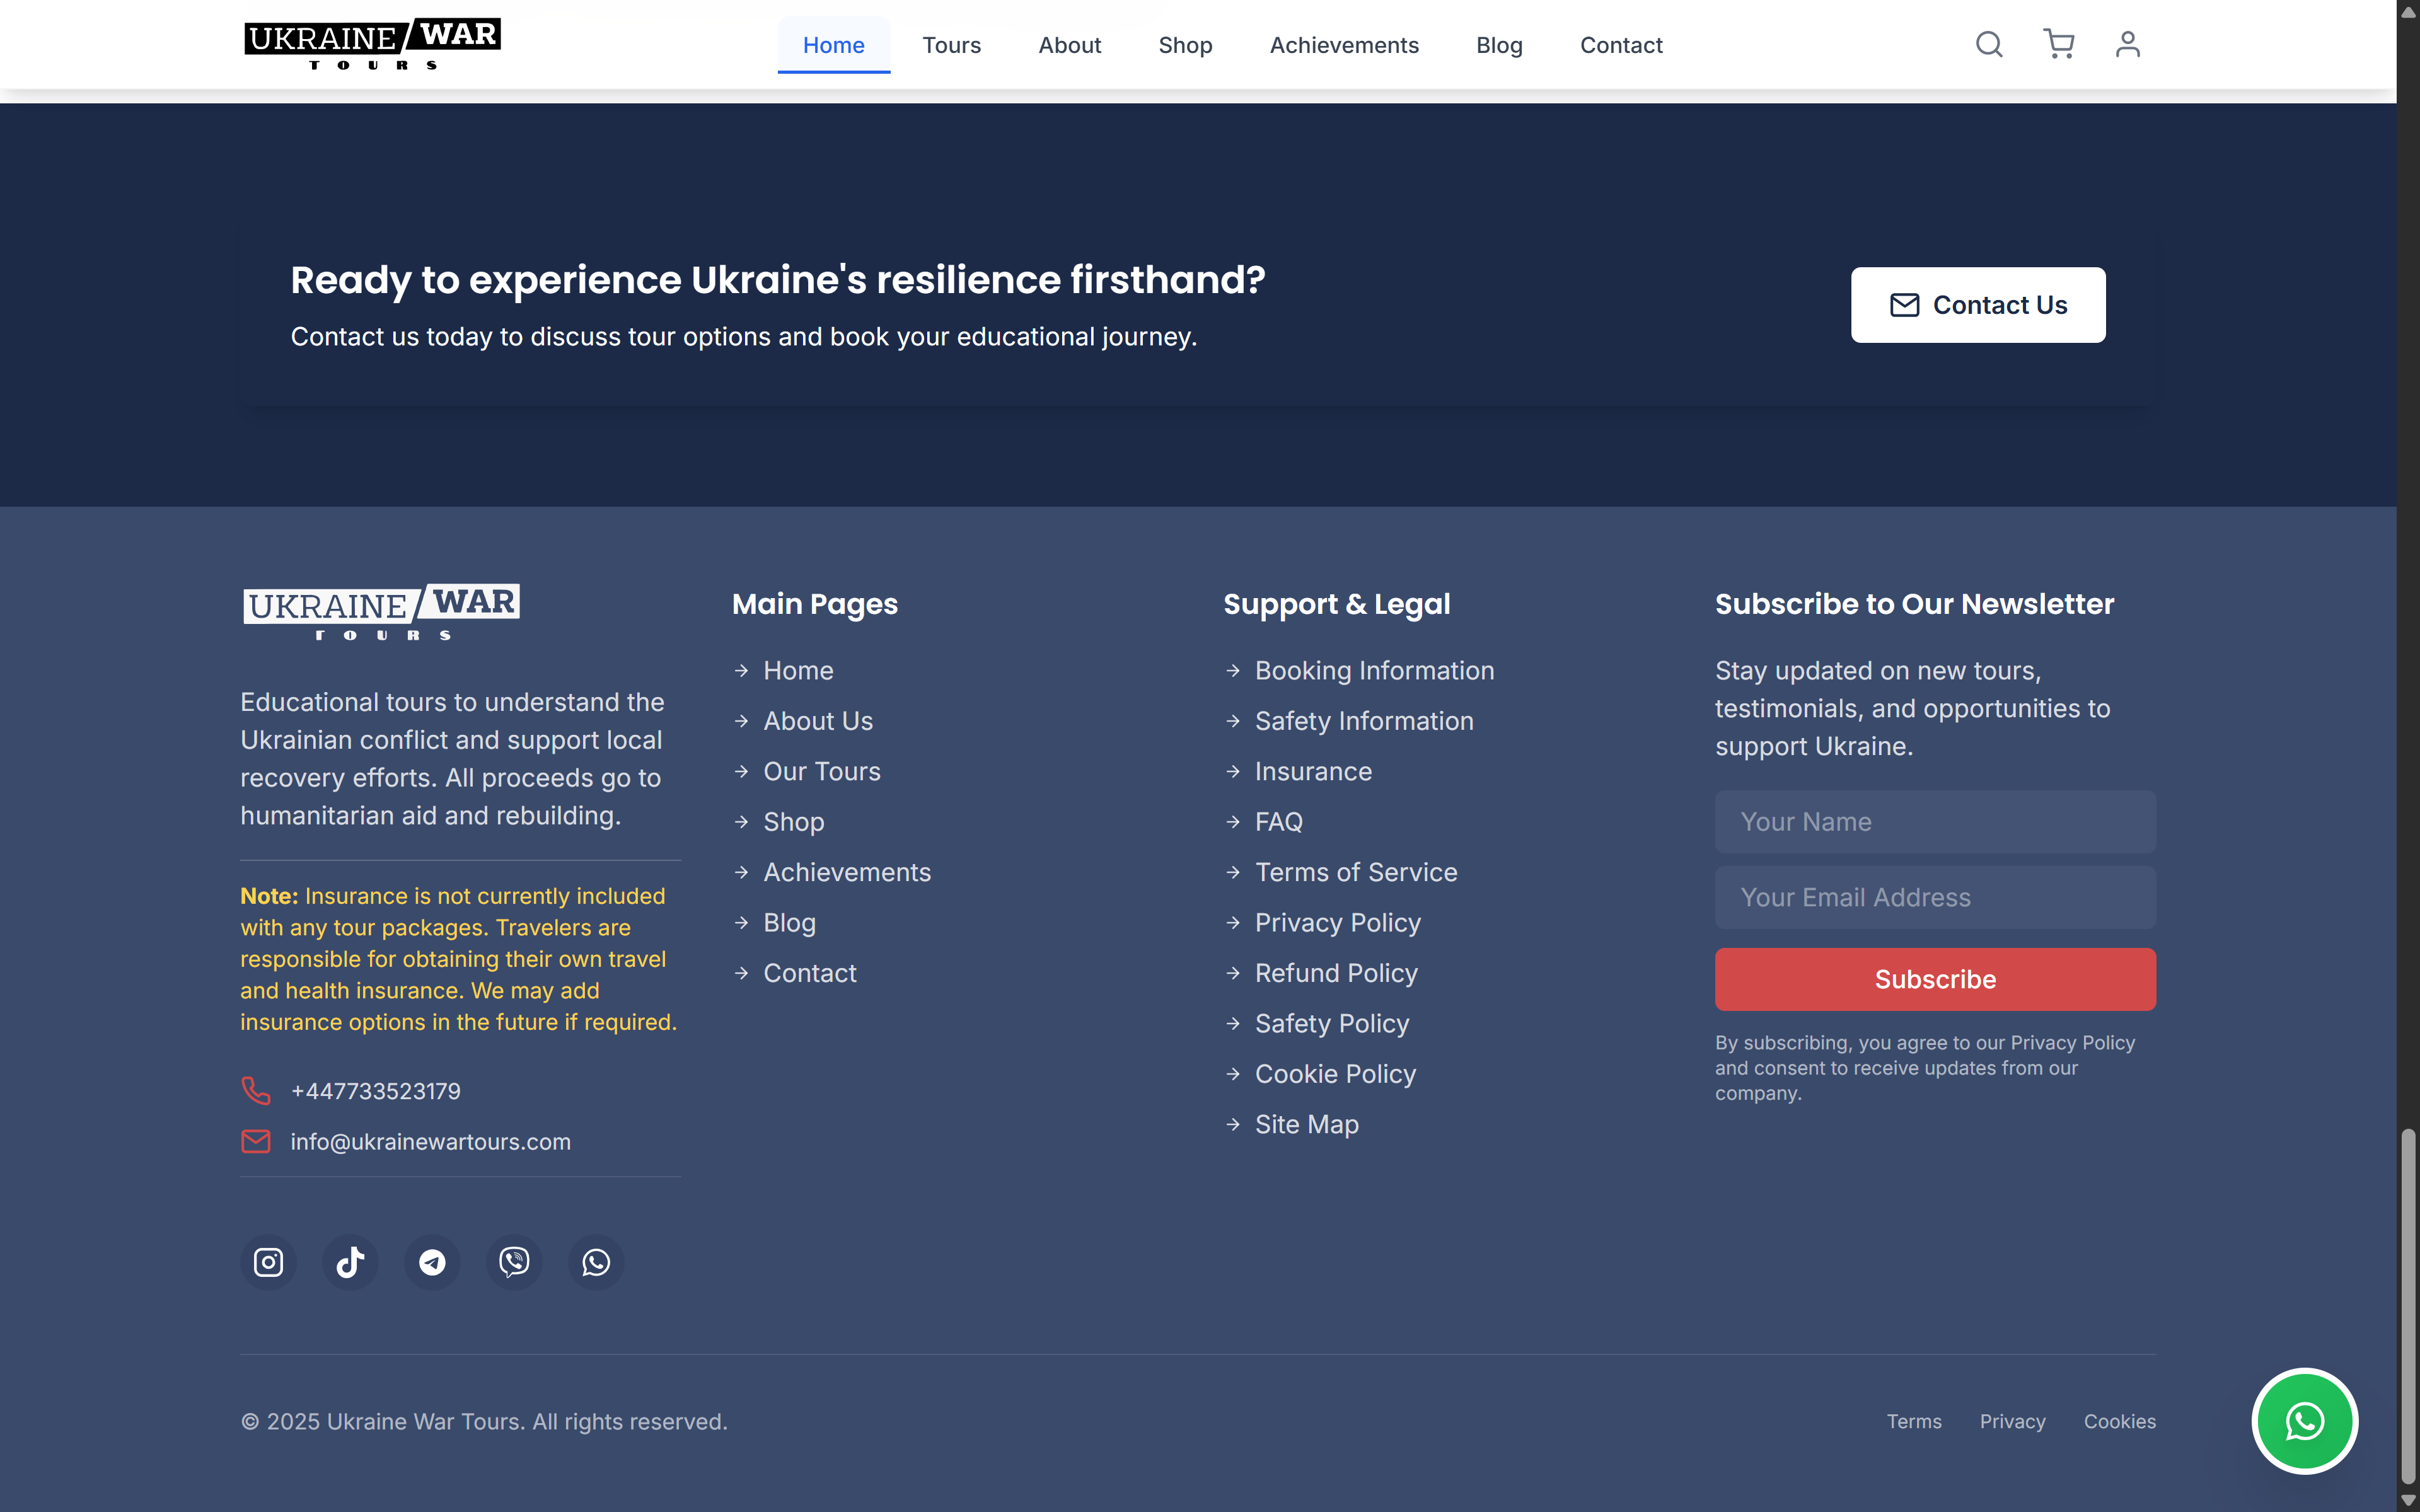 UKRAINE/WAR
TOURS
Home
Tours
About
Shop
Achievements
Blog
Contact
Ready to experience Ukraine's resilience firsthand?
Contact us today to discuss tour options and book your educational journey.
Contact Us
UKRAINE/WAR
TOURS
Educational tours to understand the
Ukrainian conflict and support local
recovery efforts. All proceeds go to
humanitarian aid and rebuilding.
Note: Insurance is not currently included
with any tour packages. Travelers are
responsible for obtaining their own travel
and health insurance. We may add
insurance options in the future if required.
+447733523179
info@ukrainewartours.com
Main Pages
Home
About Us
Our Tours
Shop
Achievements
Blog
Contact
Support & Legal
Booking Information
Safety Information
Insurance
FAQ
Terms of Service
Privacy Policy
Refund Policy
Safety Policy
Cookie Policy
Site Map
Subscribe to Our Newsletter
Stay updated on new tours,
testimonials, and opportunities to
support Ukraine.
Your Name
Your Email Address
Subscribe
By subscribing, you agree to our Privacy Policy
and consent to receive updates from our
company.
© 2025 Ukraine War Tours. All rights reserved.
Terms
Privacy
Cookies